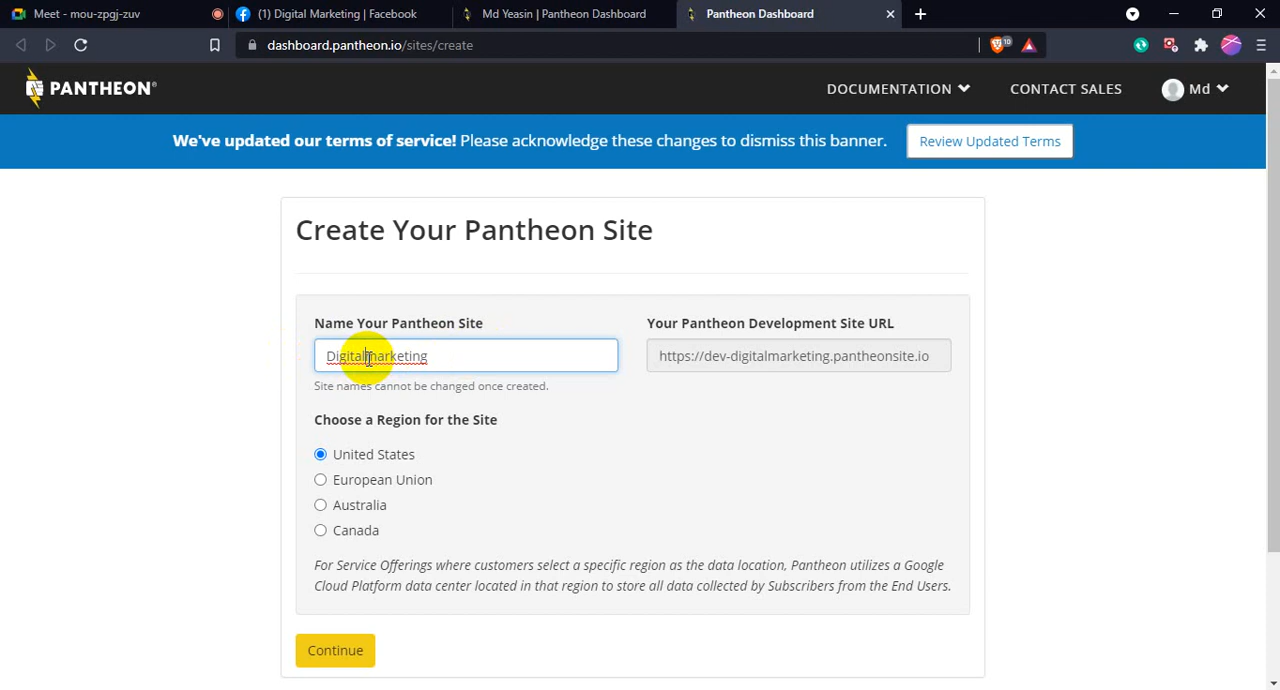 Meet - mou-zpgj-zuv
(1) Digital Marketing | Facebook
Md Yeasin | Pantheon Dashboard
Pantheon Dashboard
dashboard.pantheon.io/sites/create
10
PANTHEON
DOCUMENTATION
CONTACT SALES
Md
We've updated our terms of service! Please acknowledge these changes to dismiss this banner.
Review Updated Terms
Create Your Pantheon Site
Name Your Pantheon Site
Your Pantheon Development Site URL
Digitalmarketing
https://dev-digitalmarketing.pantheonsite.io
Site names cannot be changed once created.
Choose a Region for the Site
United States
European Union
Australia
Canada
For Service Offerings where customers select a specific region as the data location, Pantheon utilizes a Google
Cloud Platform data center located in that region to store all data collected by Subscribers from the End Users.
Continue